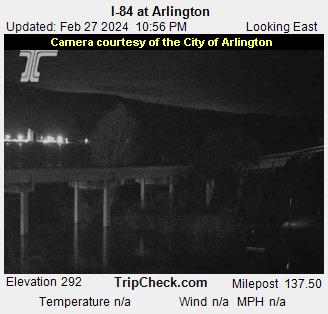 I-84 at Arlington
Updated: Feb 27 2024 10:56 PM Looking East
Camera courtesy of the City of Arlington
Elevation 292 TripCheck.com Milepost 137.50
Temperature n/a Wind n/a MPH n/a